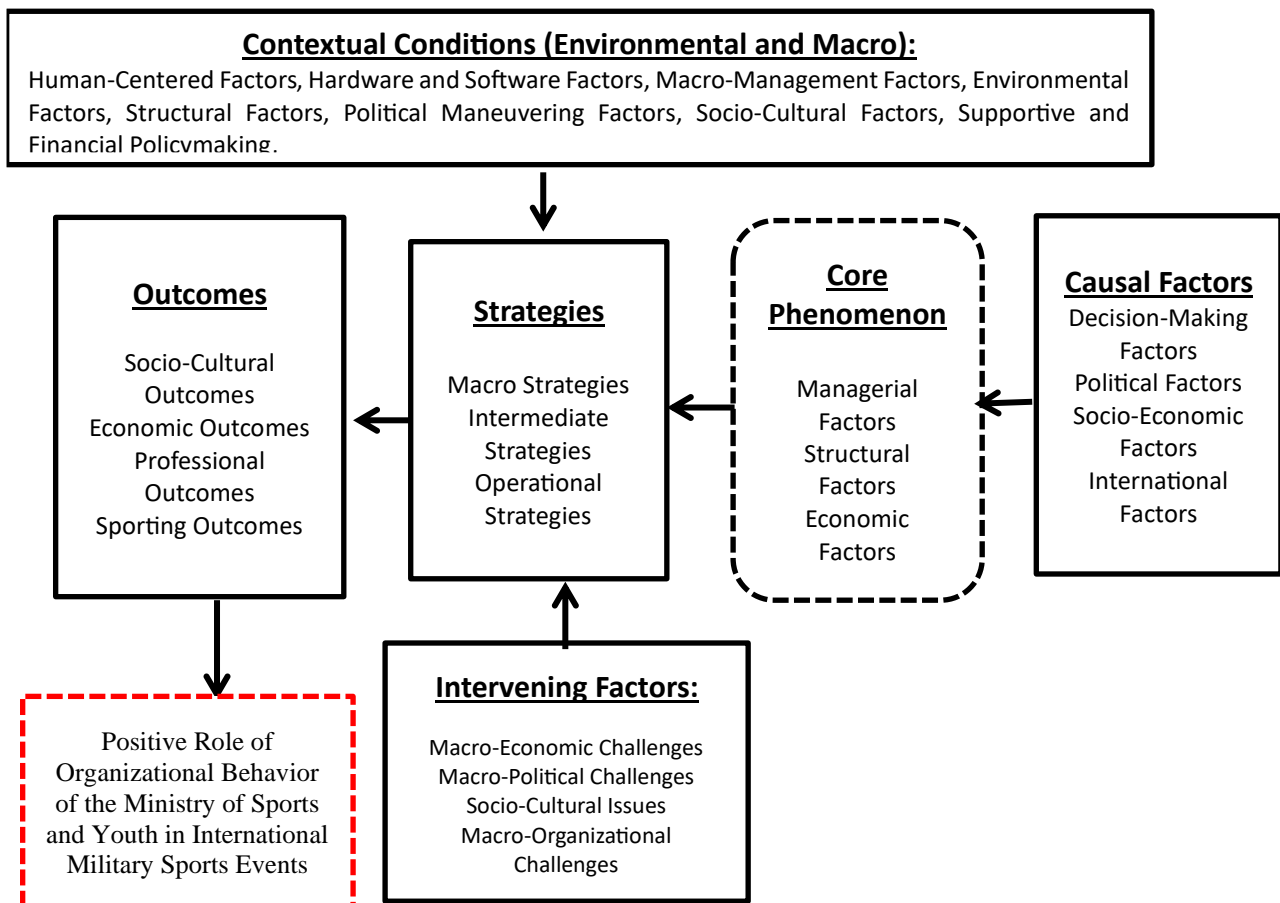 Contextual Conditions (Environmental and Macro):
Human-Centered Factors, Hardware and Software Factors, Macro-Management Factors, Environmental
Factors, Structural Factors, Political Maneuvering Factors, Socio-Cultural Factors, Supportive and
Financial Policymaking.
Outcomes
Socio-Cultural
Outcomes
Economic Outcomes
Professional
Outcomes
Sporting Outcomes
Strategies
Macro Strategies
Intermediate
Strategies
Operational
Strategies
Core
Phenomenon
Managerial
Factors
Structural
Factors
Economic
Factors
Causal Factors
Decision-Making
Factors
Political Factors
Socio-Economic
Factors
International
Factors
Positive Role of
Organizational Behavior
of the Ministry of Sports
and Youth in International
Military Sports Events
Intervening Factors:
Macro-Economic Challenges
Macro-Political Challenges
Socio-Cultural Issues
Macro-Organizational
Challenges